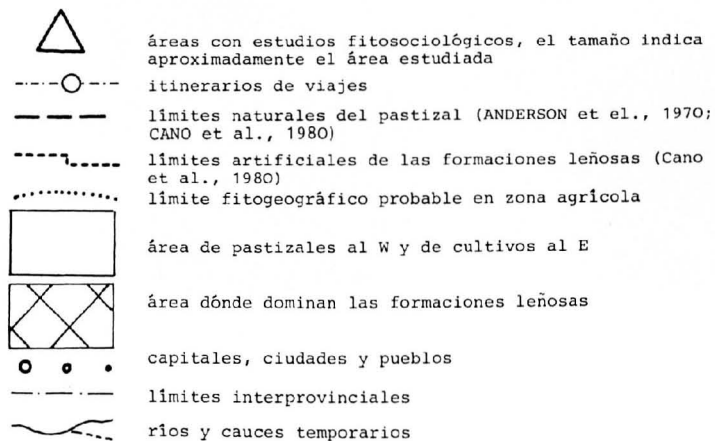 áreas con estudios fitosociológicos, el tamaño indica
aproximadamente el área estudiada
itinerarios de viajes
límites naturales del pastizal (ANDERSON et el., 1970;
CANO et al., 1980)
límites artificiales de las formaciones leñosas (Cano
et al., 1980)
límite fitogeográfico probable en zona agrícola
área de pastizales al W y de cultivos al E
área dónde dominan las formaciones leñosas
capitales, ciudades y pueblos
límites interprovinciales
ríos y cauces temporarios